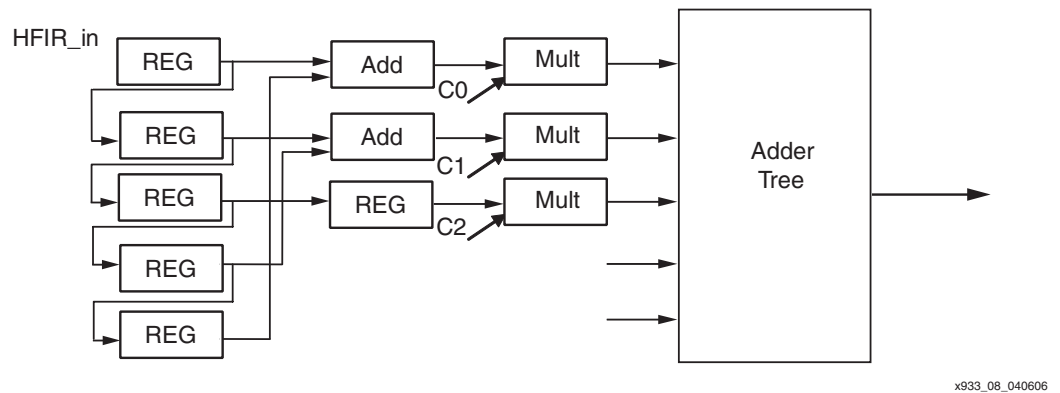 HFIR_in
REG
Add
Mult
C0
REG
Add
Mult
C1
Adder
Tree
REG
REG
Mult
C2
REG
REG
x933_08_040606